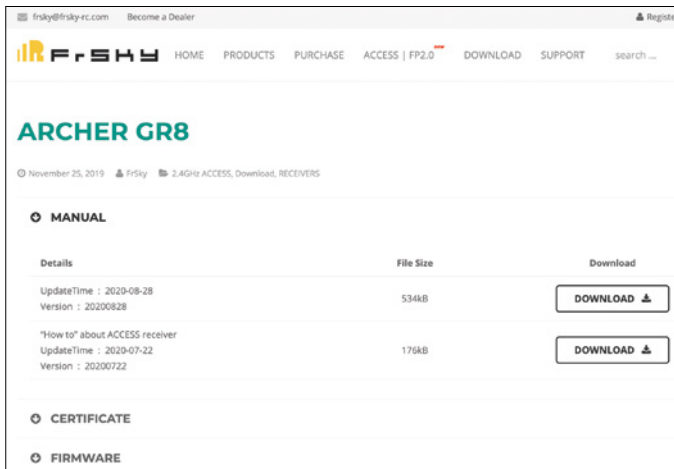 frsky@frsky-rc.com Become a Dealer Registe
FrSKY HOME PRODUCTS PURCHASE ACCESS | FP2.0 DOWNLOAD SUPPORT search ...
ARCHER GR8
November 25, 2019 FrSky 2.4GHz ACCESS, Download, RECEIVERS
MANUAL
Details File Size Download
UpdateTime : 2020-08-28
Version : 20200828
534kB
DOWNLOAD
"How to" about ACCESS receiver
UpdateTime : 2020-07-22
Version : 20200722
176kB
DOWNLOAD
CERTIFICATE
FIRMWARE